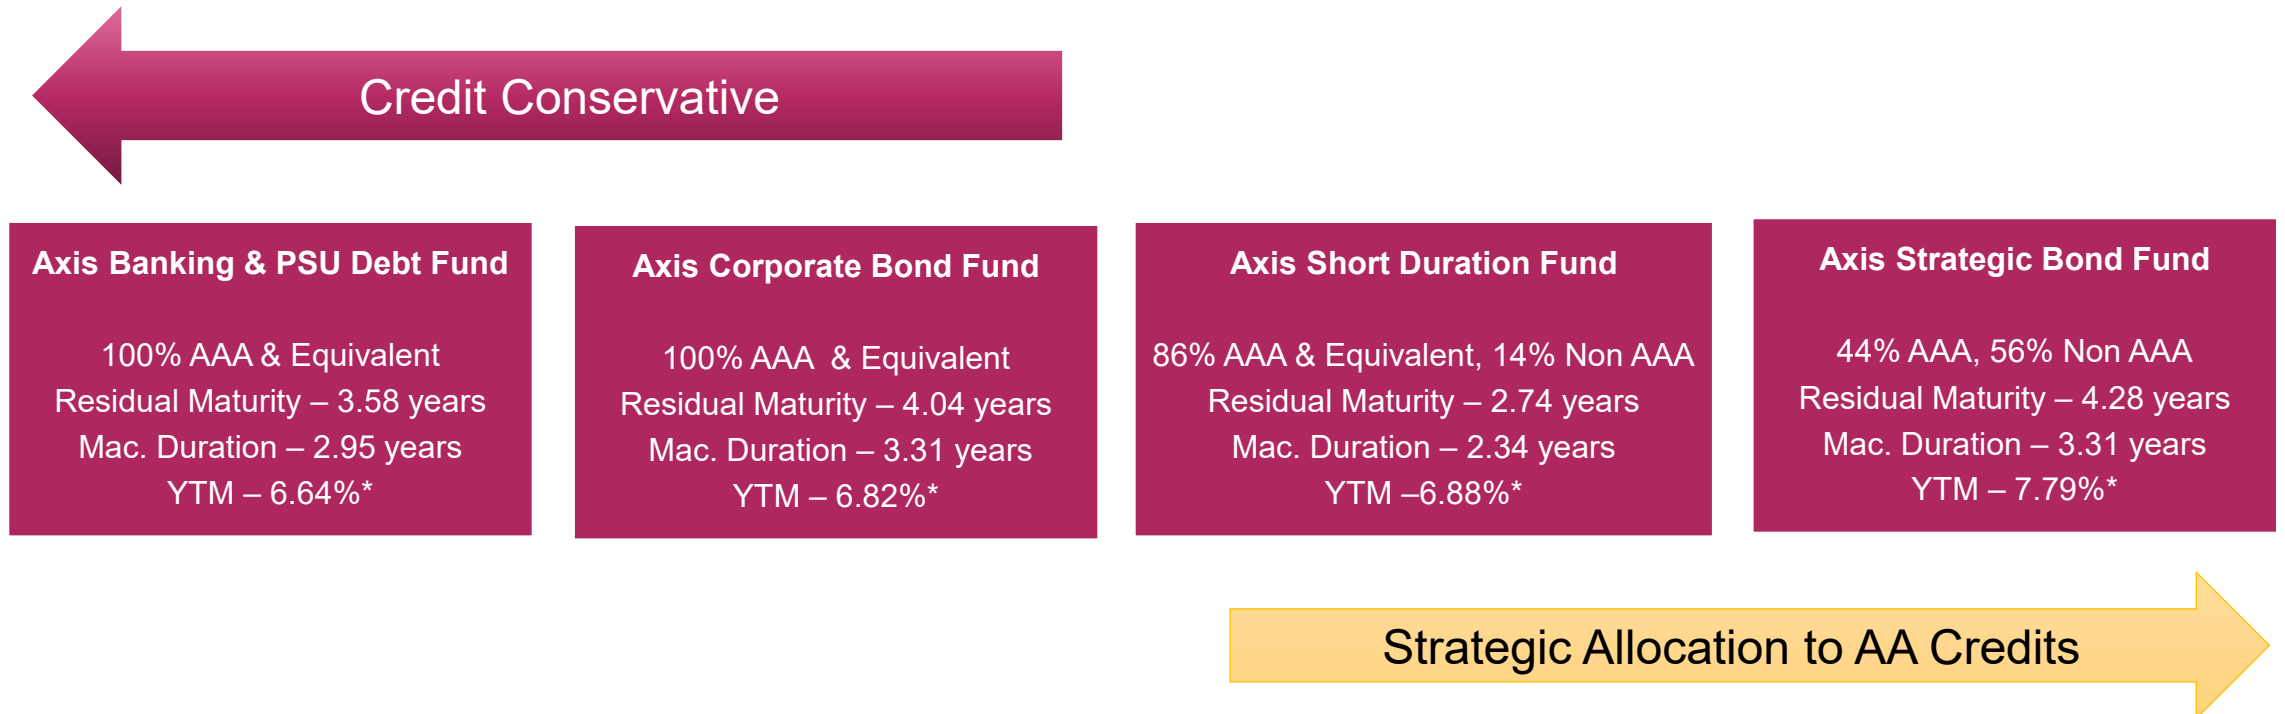 Credit Conservative
Axis Banking & PSU Debt Fund
100% AAA & Equivalent
Residual Maturity – 3.58 years
Mac. Duration – 2.95 years
YTM – 6.64%*
Axis Corporate Bond Fund
100% AAA & Equivalent
Residual Maturity – 4.04 years
Mac. Duration – 3.31 years
YTM – 6.82%*
Axis Short Duration Fund
86% AAA & Equivalent, 14% Non AAA
Residual Maturity – 2.74 years
Mac. Duration – 2.34 years
YTM –6.88%*
Axis Strategic Bond Fund
44% AAA, 56% Non AAA
Residual Maturity – 4.28 years
Mac. Duration – 3.31 years
YTM – 7.79%*
Strategic Allocation to AA Credits